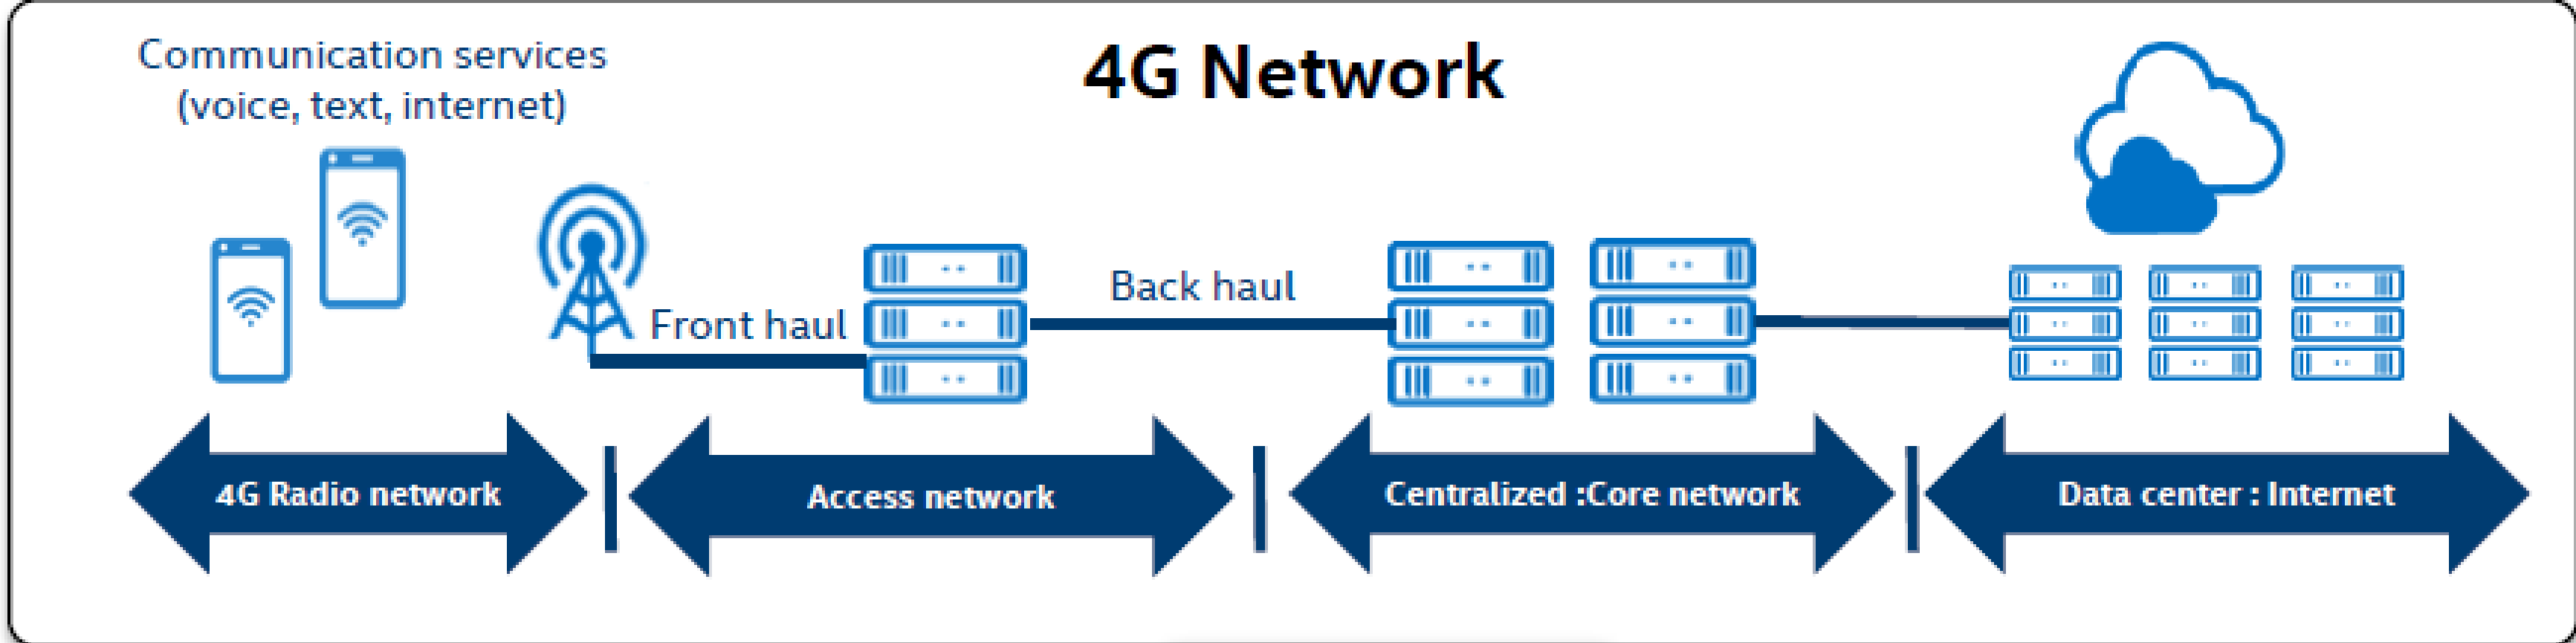 Communication services
(voice, text, internet)
4G Network
Front haul
Back haul
4G Radio network
Access network
Centralized :Core network
Data center : Internet